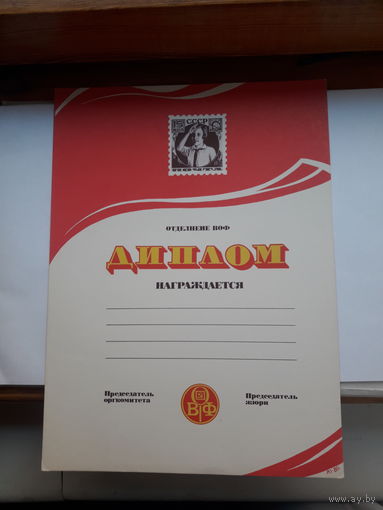 СССР
ОТДЕЛЕНИЕ ВОФ
ДИПЛОМ
НАГРАЖДАЕТСЯ
Председатель
оргкомитета
Председатель
жюри
ВОФ
www.ay.by